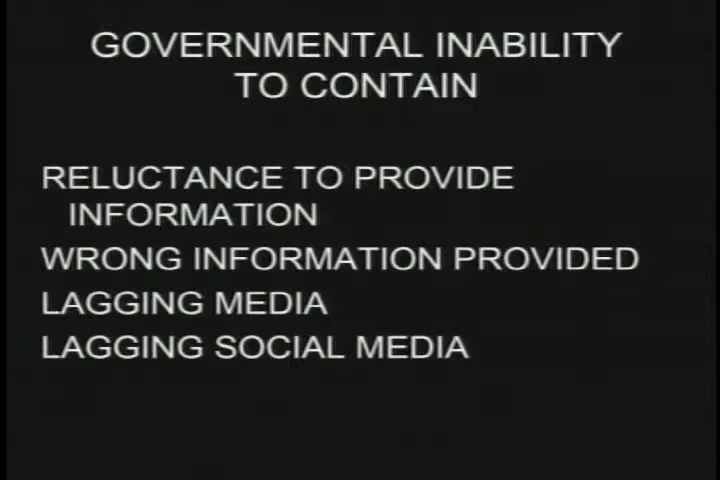 GOVERNMENTAL INABILITY
TO CONTAIN
RELUCTANCE TO PROVIDE
INFORMATION
WRONG INFORMATION PROVIDED
LAGGING MEDIA
LAGGING SOCIAL MEDIA